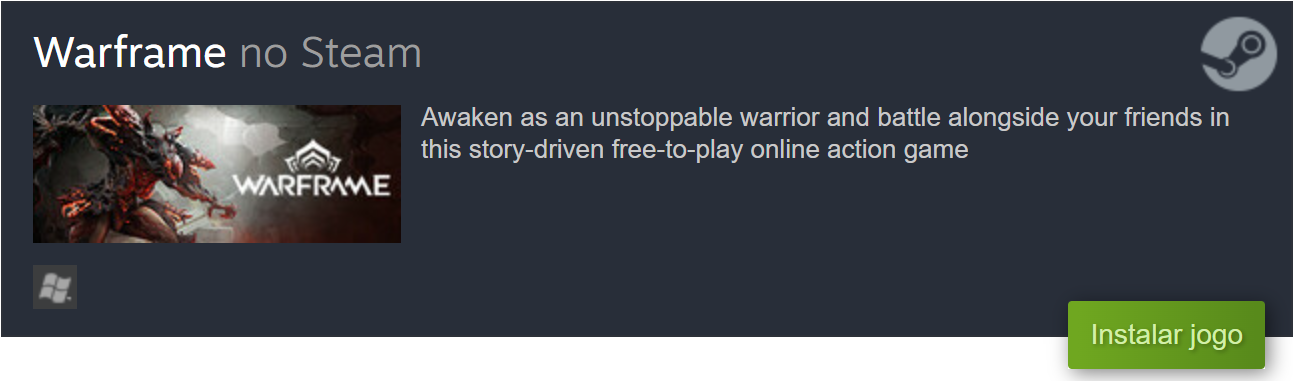 Warframe no Steam
Awaken as an unstoppable warrior and battle alongside your friends in
this story-driven free-to-play online action game
WARFRAME
Instalar jogo